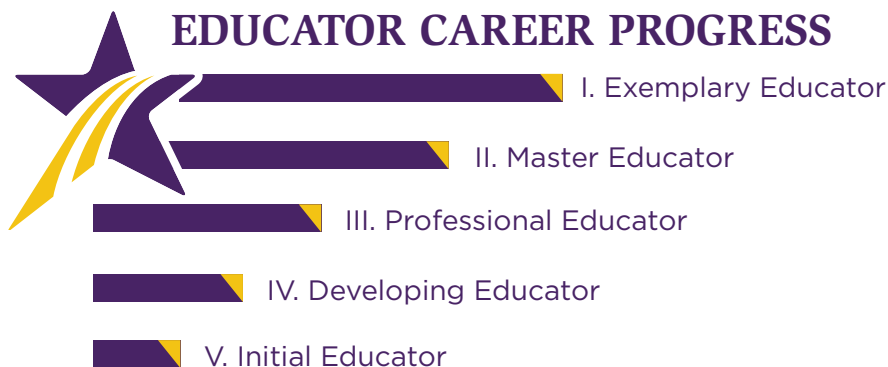 EDUCATOR CAREER PROGRESS
I. Exemplary Educator
II. Master Educator
III. Professional Educator
IV. Developing Educator
V. Initial Educator